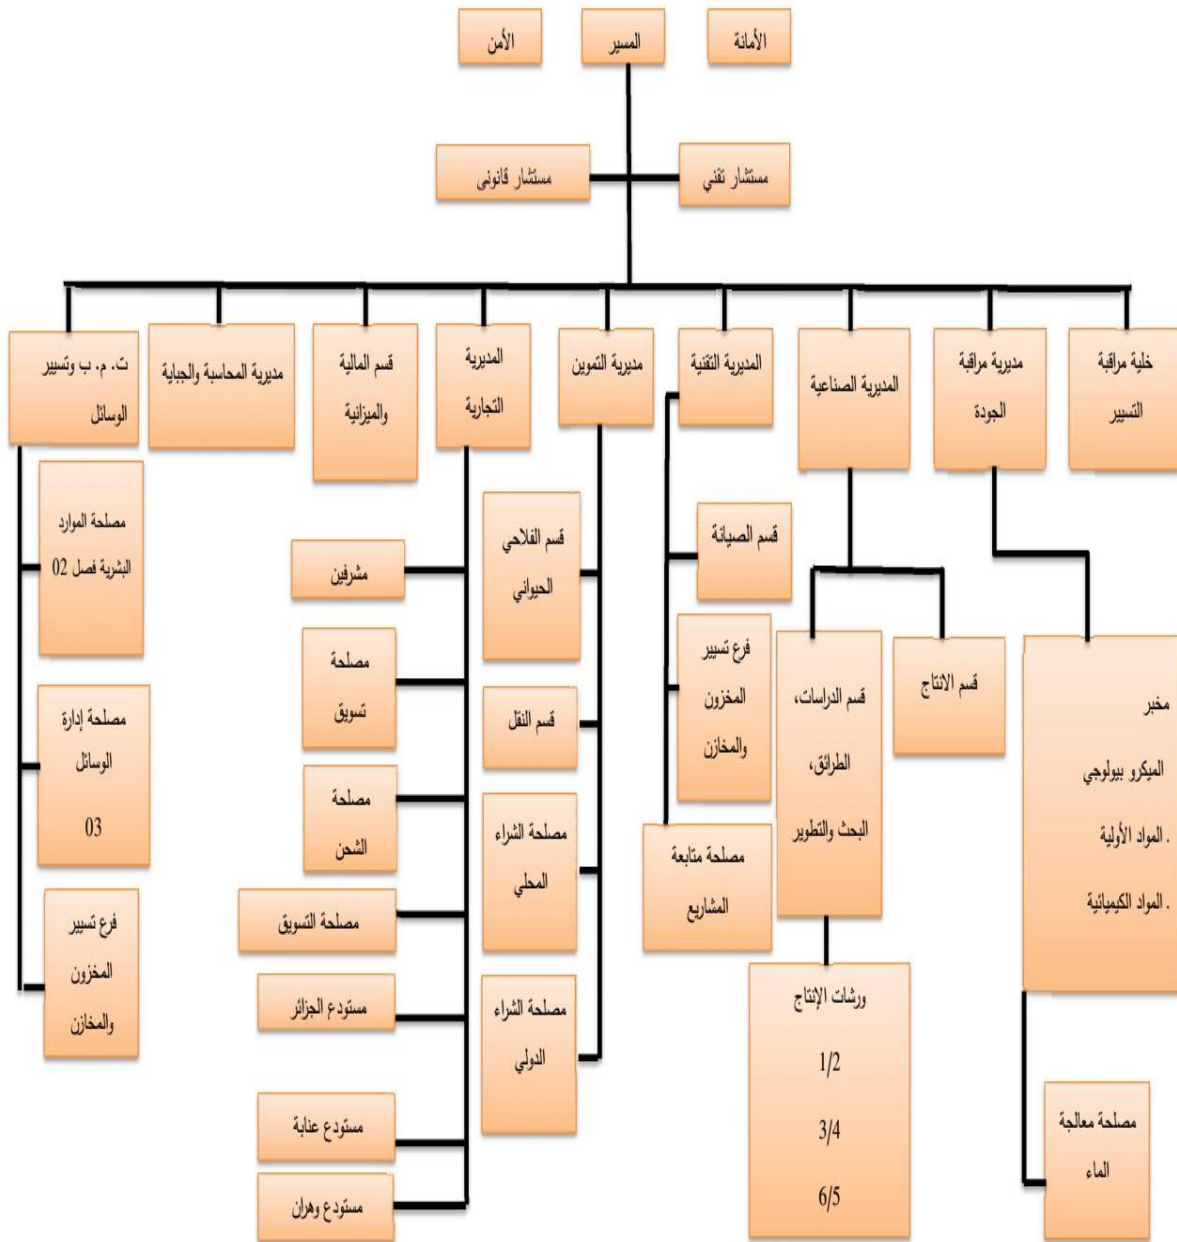 الأمانة
المسير
الأمن
مستشار تقني
مستشار قانونى
خلية مراقبة
التسيير
مديرية مراقبة
الجودة
المديرية الصناعية
المديرية التقنية
مديرية التموين
المديرية
التجارية
قسم المالية
والميزانية
مديرية المحاسبة والجباية
ت. م. ب وتسيير
الوسائل
مخبر
الميكرو بيولوجي
. المواد الأولية
. المواد الكيميائية
مصلحة معالجة
الماء
قسم الانتاج
قسم الدراسات،
الطرائق،
البحث والتطوير
ورشات الإنتاج
1/2
3/4
6/5
قسم الصيانة
فرع تسيير
المخزون
والمخازن
مصلحة متابعة
المشاريع
قسم الفلاحي
الحيواني
قسم النقل
مصلحة الشراء
المحلي
مصلحة الشراء
الدولي
مشرفين
مصلحة
تسويق
مصلحة
الشحن
مصلحة التسويق
مستودع الجزائر
مستودع عنابة
مستودع وهران
مصلحة الموارد
البشرية فصل 02
مصلحة إدارة
الوسائل
03
فرع تسيير
المخزون
والمخازن